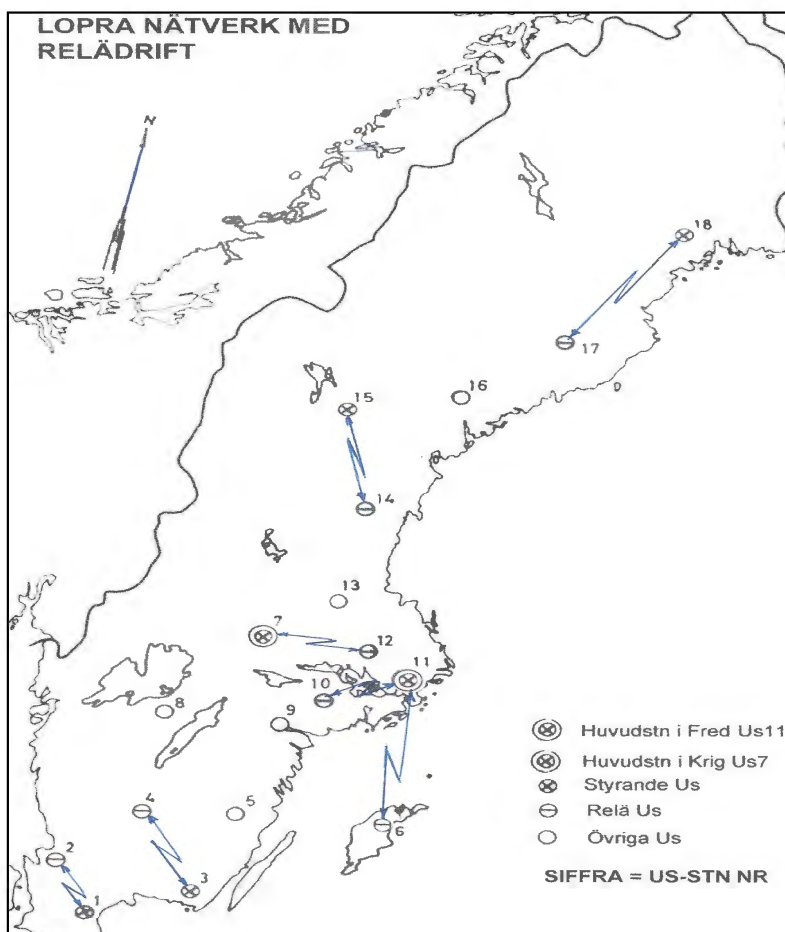 LOPRA NÄTVERK MED
RELÄDRIFT
N
18
17
16
15
14
13
7
12
11
10
8
9
4
5
6
2
3
1
Huvudstn i Fred Us11
Huvudstn i Krig Us7
Styrande Us
Relä Us
Övriga Us
SIFFRA = US-STN NR